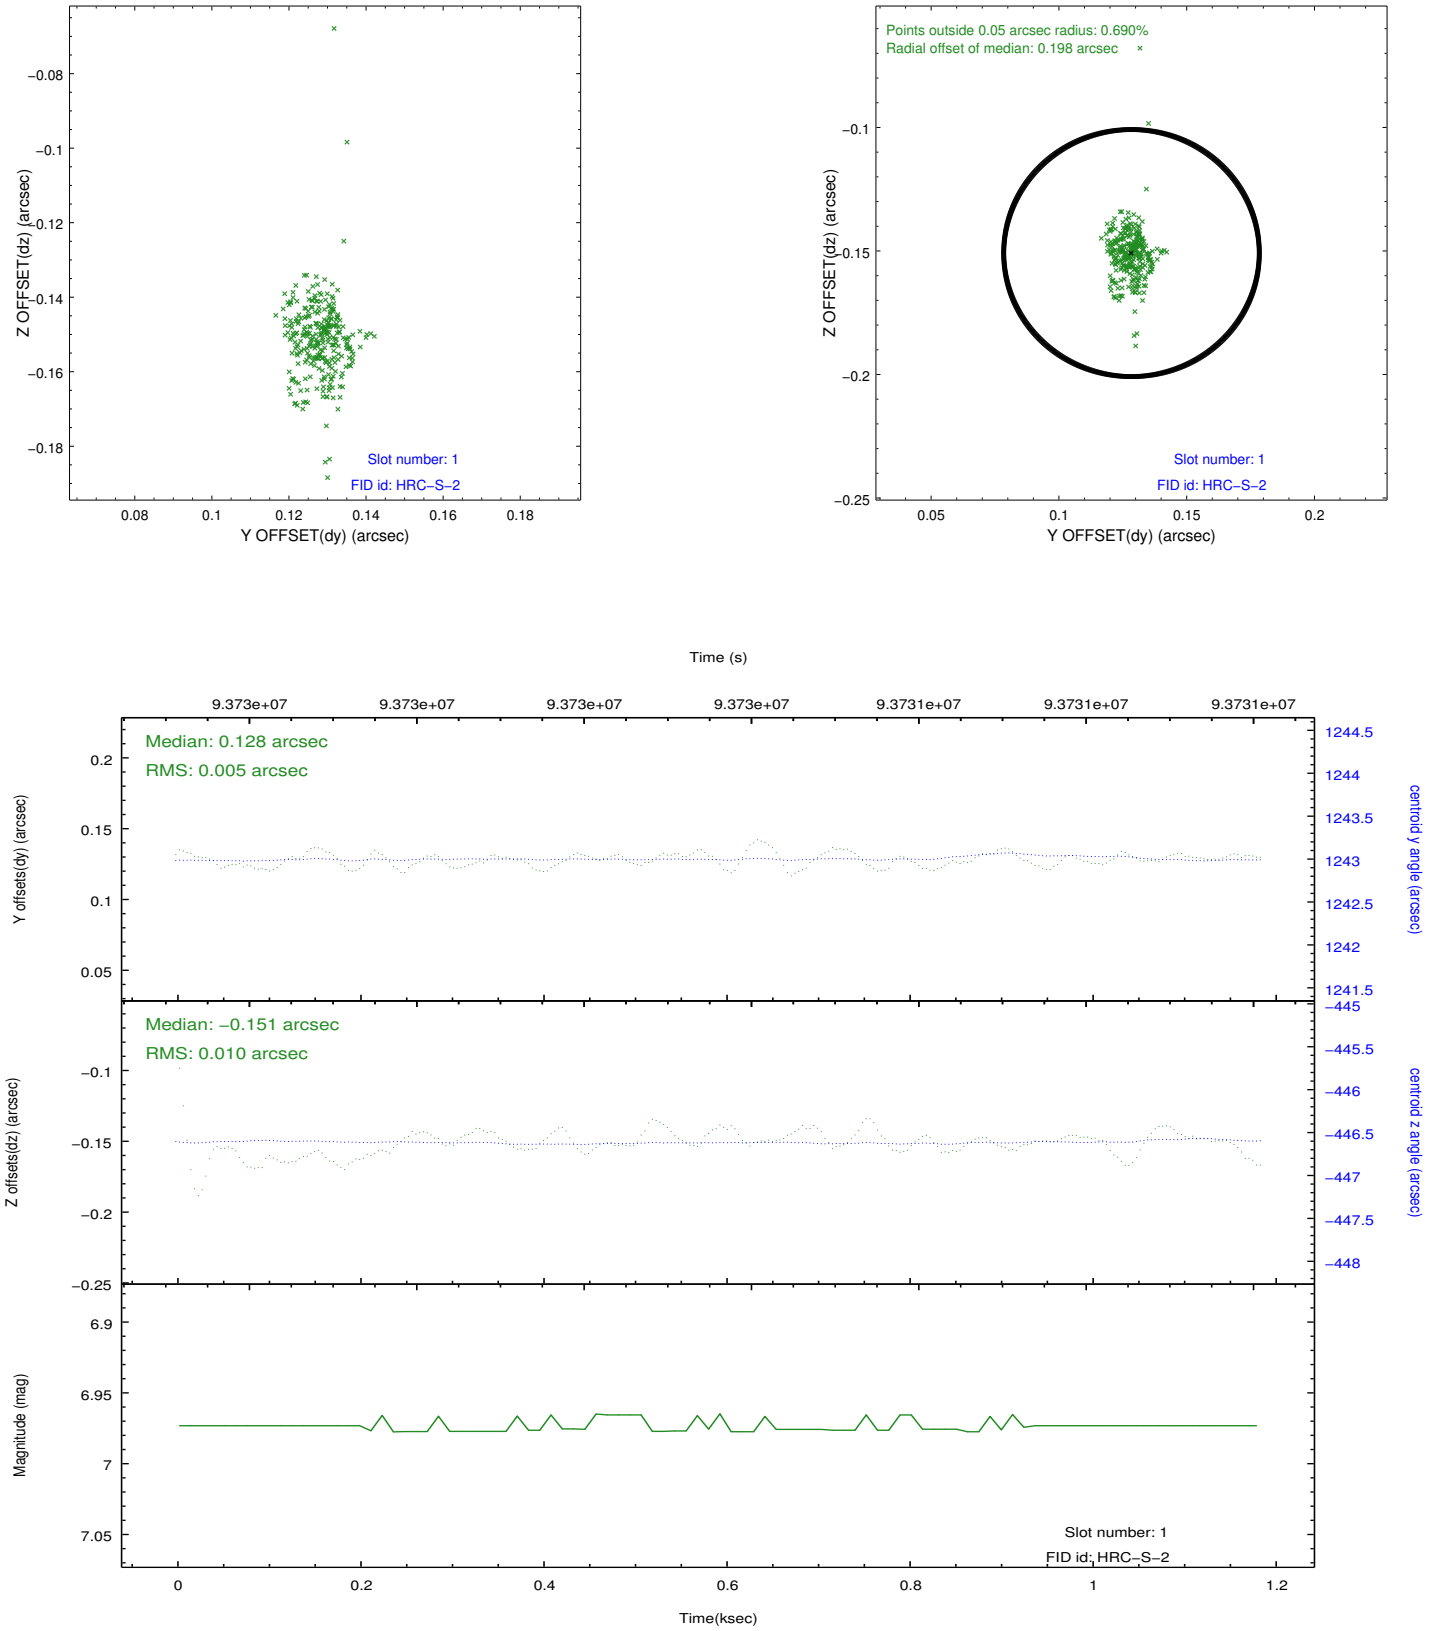 −0.08
−0.1
−0.12
−0.14
−0.16
−0.18
Z OFFSET(dz) (arcsec)
0.08
0.1
0.12
0.14
0.16
0.18
Y OFFSET(dy) (arcsec)
Slot number: 1
FID id: HRC−S−2
Points outside 0.05 arcsec radius: 0.690%
Radial offset of median: 0.198 arcsec
−0.1
−0.15
−0.2
−0.25
Z OFFSET(dz) (arcsec)
0.05
0.1
0.15
0.2
Y OFFSET(dy) (arcsec)
Slot number: 1
FID id: HRC−S−2
Time (s)
9.373e+07
9.373e+07
9.373e+07
9.373e+07
9.3731e+07
9.3731e+07
9.3731e+07
Median: 0.128 arcsec
RMS: 0.005 arcsec
0.2
0.15
0.1
0.05
Y offsets(dy) (arcsec)
1244.5
1244
1243.5
1243
1242.5
1242
1241.5
centroid y angle (arcsec)
Median: −0.151 arcsec
RMS: 0.010 arcsec
−0.1
−0.15
−0.2
−0.25
Z offsets(dz) (arcsec)
−445
−445.5
−446
−446.5
−447
−447.5
−448
centroid z angle (arcsec)
6.9
6.95
7
7.05
Magnitude (mag)
Slot number: 1
FID id: HRC−S−2
0
0.2
0.4
0.6
0.8
1
1.2
Time(ksec)